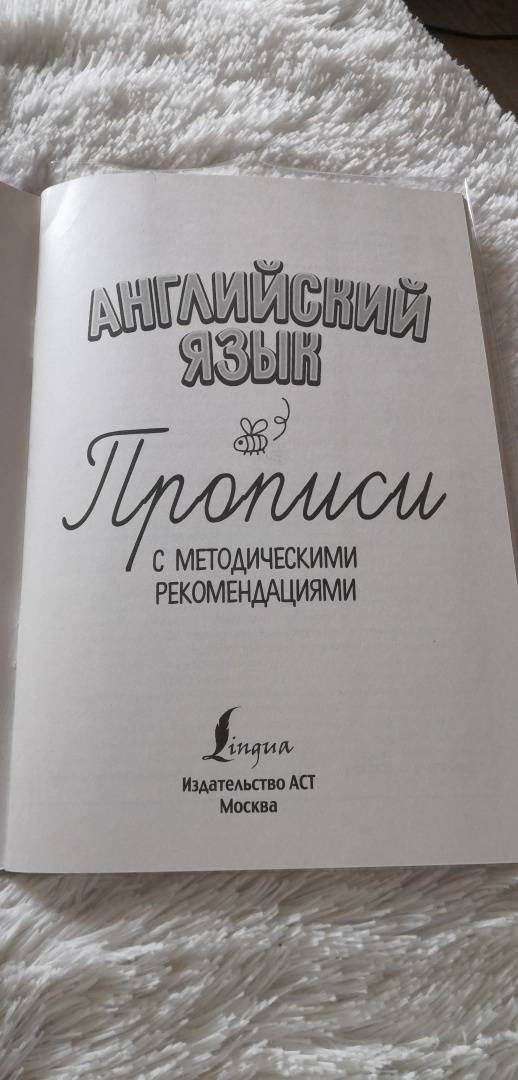 АНГЛИЙСКИЙ
ЯЗЫК
Прописи
С МЕТОДИЧЕСКИМИ
РЕКОМЕНДАЦИЯМИ
Lingua
Издательство АСТ
Москва